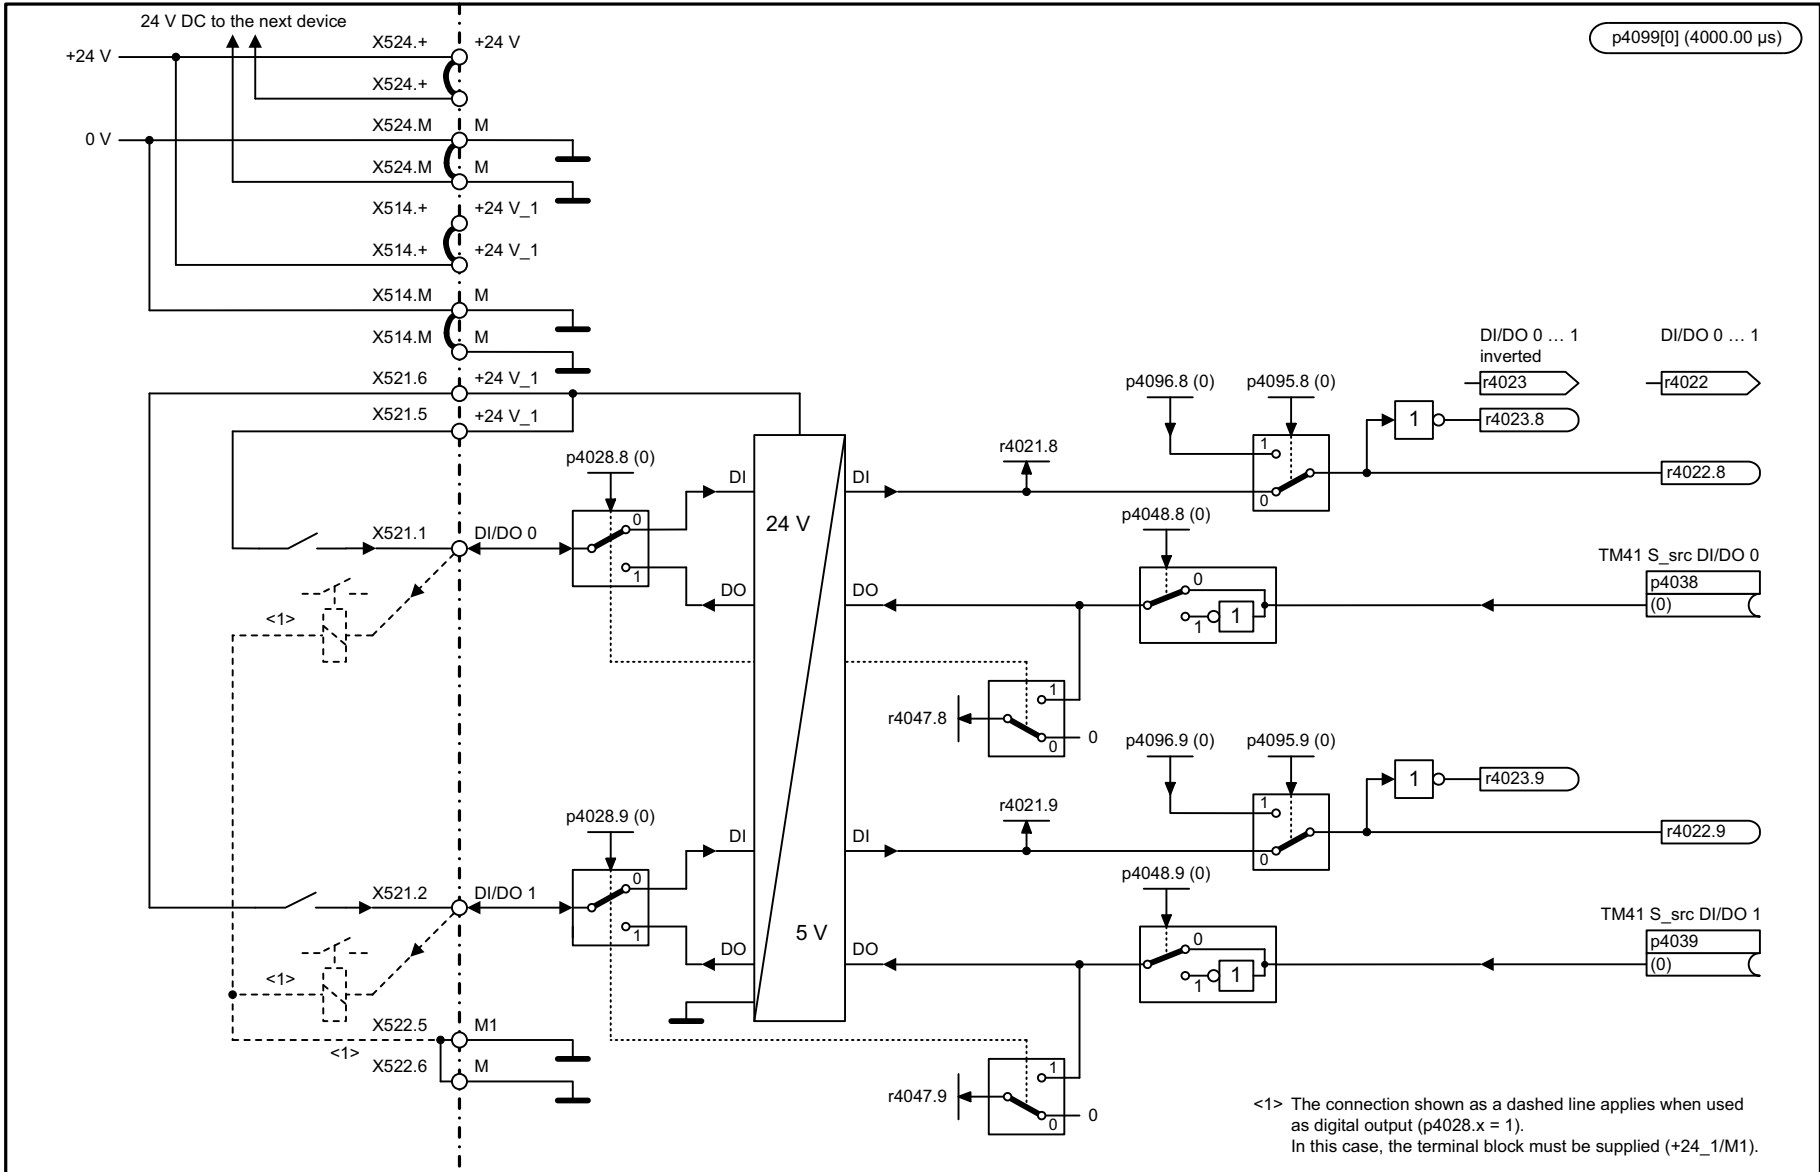 24 V DC to the next device
p4099[0] (4000.00 µs)
X524.+ +24 V
+24 V
X524.+
X524.M M
0 V
X524.M M
X514.+ +24 V_1
X514.+ +24 V_1
X514.M M
X514.M M
DI/DO 0 … 1
inverted
r4023
DI/DO 0 … 1
r4022
X521.6 +24 V_1
X521.5 +24 V_1
p4096.8 (0) p4095.8 (0)
1
0
1
r4023.8
r4022.8
p4028.8 (0)
DI
DI
r4021.8
24 V
X521.1 DI/DO 0
0
1
DO
DO
p4048.8 (0)
0
1
1
TM41 S_src DI/DO 0
p4038
(0)
<1>
r4047.8
1
0
0
p4096.9 (0) p4095.9 (0)
1
0
1
r4023.9
r4022.9
p4028.9 (0)
DI
DI
r4021.9
X521.2 DI/DO 1
0
1
5 V
DO
DO
p4048.9 (0)
0
1
1
TM41 S_src DI/DO 1
p4039
(0)
<1>
X522.5 M1
<1>
X522.6 M
r4047.9
1
0
0
<1> The connection shown as a dashed line applies when used
as digital output (p4028.x = 1).
In this case, the terminal block must be supplied (+24_1/M1).